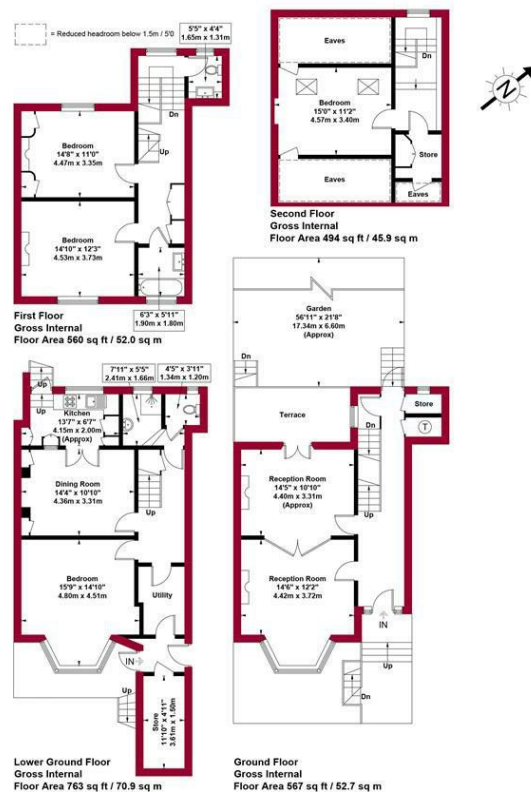 = Reduced headroom below 1.5m / 5'0
5'5" x 4'4"
1.65m x 1.31m
Dn
Up
Bedroom
14'8" x 11'0"
4.47m x 3.35m
Bedroom
14'10" x 12'3"
4.53m x 3.73m
6'3" x 5'11"
1.90m x 1.80m
First Floor
Gross Internal
Floor Area 560 sq ft / 52.0 sq m
Eaves
Dn
Bedroom
15'0" x 11'2"
4.57m x 3.40m
Store
Eaves
Eaves
Second Floor
Gross Internal
Floor Area 494 sq ft / 45.9 sq m
N
7'11" x 5'5"
2.41m x 1.66m
4'5" x 3'11"
1.34m x 1.20m
Up
Up
Kitchen
13'7" x 6'7"
4.15m x 2.00m
(Approx)
Dining Room
14'4" x 10'10"
4.36m x 3.31m
Up
Bedroom
15'9" x 14'10"
4.80m x 4.51m
Utility
IN
Up
Store
11'10" x 4'11"
3.61m x 1.50m
Lower Ground Floor
Gross Internal
Floor Area 763 sq ft / 70.9 sq m
Garden
56'11" x 21'8"
17.34m x 6.60m
(Approx)
Dn
Terrace
Dn
Store
T
Reception Room
14'5" x 10'10"
4.40m x 3.31m
(Approx)
Up
Reception Room
14'6" x 12'2"
4.42m x 3.72m
IN
Up
Dn
Ground Floor
Gross Internal
Floor Area 567 sq ft / 52.7 sq m